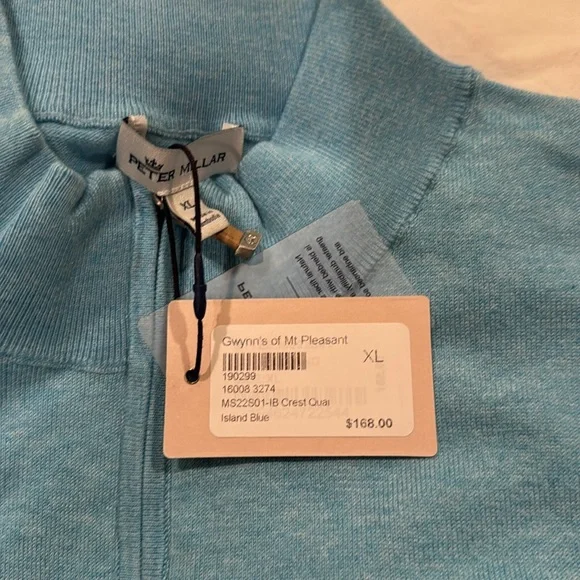 PETER MILLAR
XL
Gwynn's of Mt Pleasant
XL
190299
16008 3274
MS22S01-IB Crest Quar
Island Blue
$168.00